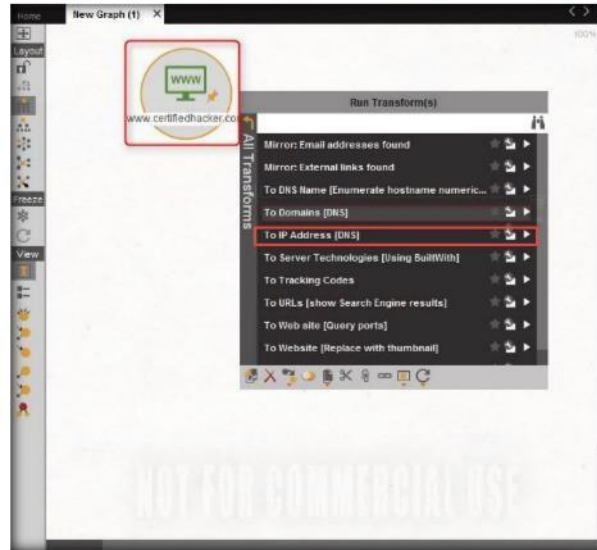 Home
New Graph (1) X
100%
Layout
Freeze
View
WWW
www.certifiedhacker.co
Run Transform(s)
All Transforms
Mirror: Email addresses found
Mirror: External links found
To DNS Name [Enumerate hostname numeric...
To Domains [DNS]
To IP Address [DNS]
To Server Technologies [Using BuiltWith]
To Tracking Codes
To URLs [show Search Engine results]
To Web site [Query ports]
To Website [Replace with thumbnail]
NOT FOR COMMERCIAL USE